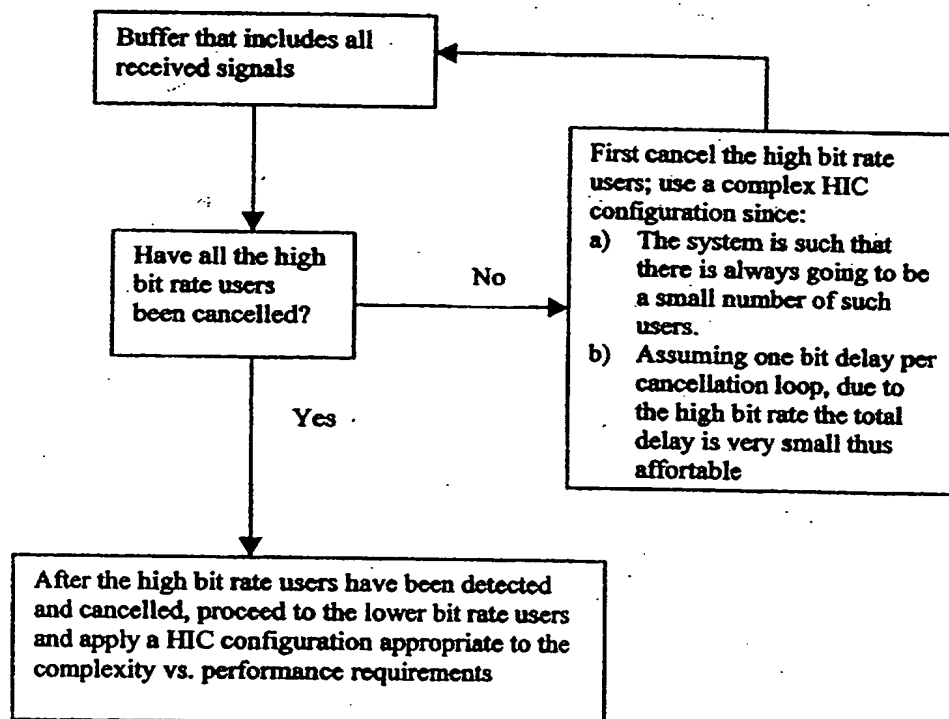 Buffer that includes all
received signals
Have all the high
bit rate users
been cancelled?
No
Yes
First cancel the high bit rate
users; use a complex HIC
configuration since:
a) The system is such that
there is always going to be
a small number of such
users.
b) Assuming one bit delay per
cancellation loop, due to
the high bit rate the total
delay is very small thus
affortable
After the high bit rate users have been detected
and cancelled, proceed to the lower bit rate users
and apply a HIC configuration appropriate to the
complexity vs. performance requirements